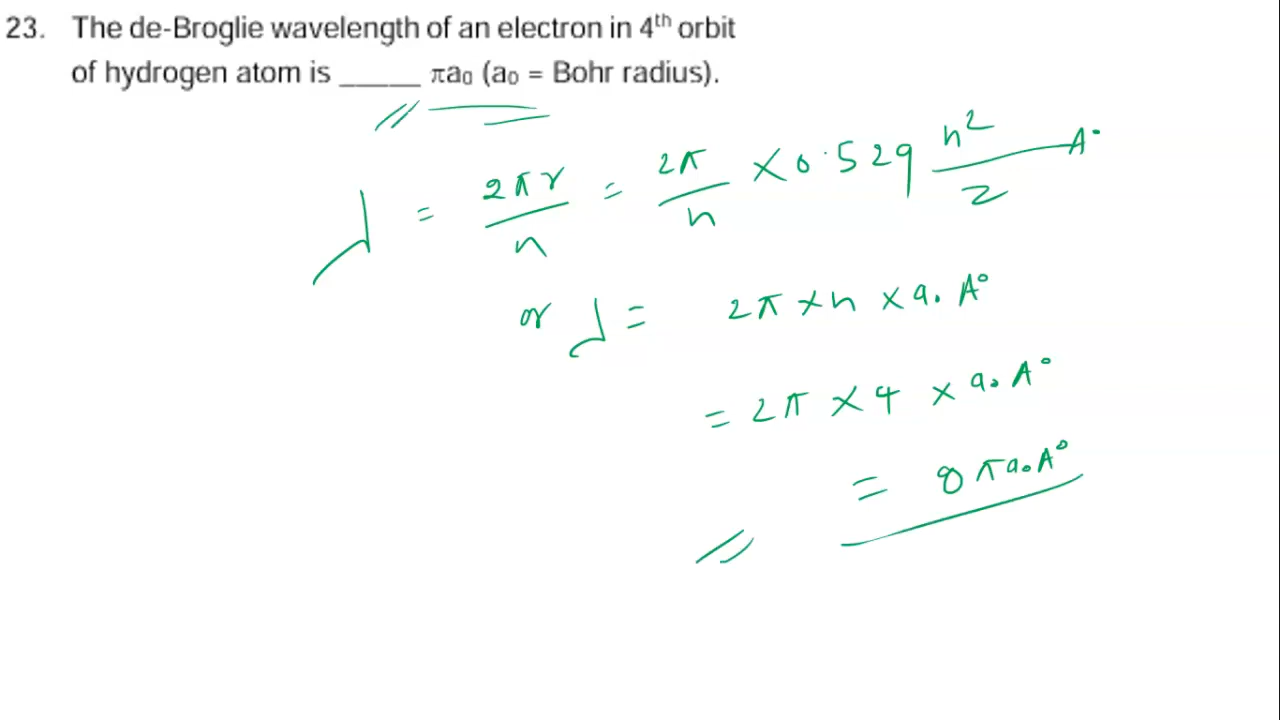 23. The de-Broglie wavelength of an electron in 4th orbit
of hydrogen atom is _____ πa₀ (a₀ = Bohr radius).
λ = 2πr/n = 2π/n × 0.529 n²/Z A°
or λ = 2π × n × a₀ A°
= 2π × 4 × a₀ A°
= 8πa₀ A°